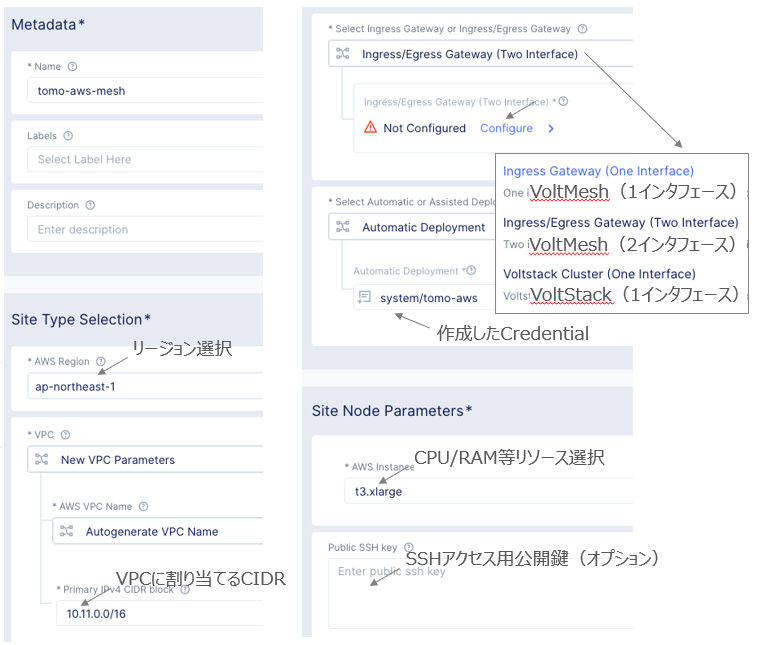 Metadata*
* Name
tomo-aws-mesh
Labels
Select Label Here
Description
Enter description
Site Type Selection*
リージョン選択
* AWS Region
ap-northeast-1
* VPC
New VPC Parameters
* AWS VPC Name
Autogenerate VPC Name
VPCに割り当てるCIDR
* Primary IPv4 CIDR block
10.11.0.0/16
* Select Ingress Gateway or Ingress/Egress Gateway
Ingress/Egress Gateway (Two Interface)
Ingress/Egress Gateway (Two Interface) *
Not Configured Configure
Ingress Gateway (One Interface)
One i VoltMesh（1インタフェース）
Ingress/Egress Gateway (Two Interface)
Two i VoltMesh（2インタフェース）
Voltstack Cluster (One Interface)
Voltst VoltStack（1インタフェース）
* Select Automatic or Assisted Deplo
Automatic Deployment
Automatic Deployment *
system/tomo-aws
作成したCredential
Site Node Parameters*
CPU/RAM等リソース選択
* AWS Instance
t3.xlarge
Public SSH key
SSHアクセス用公開鍵（オプション）
Enter public ssh key